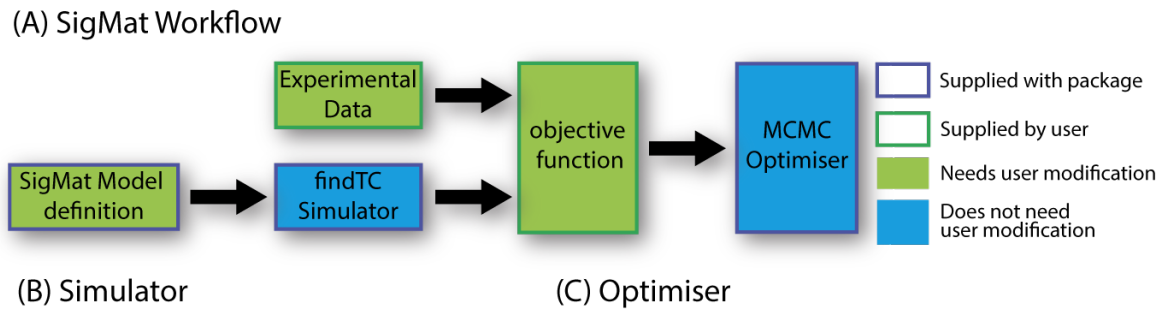 (A) SigMat Workflow
Experimental
Data
SigMat Model
definition
findTC
Simulator
objective
function
MCMC
Optimiser
Supplied with package
Supplied by user
Needs user modification
Does not need
user modification
(B) Simulator
(C) Optimiser